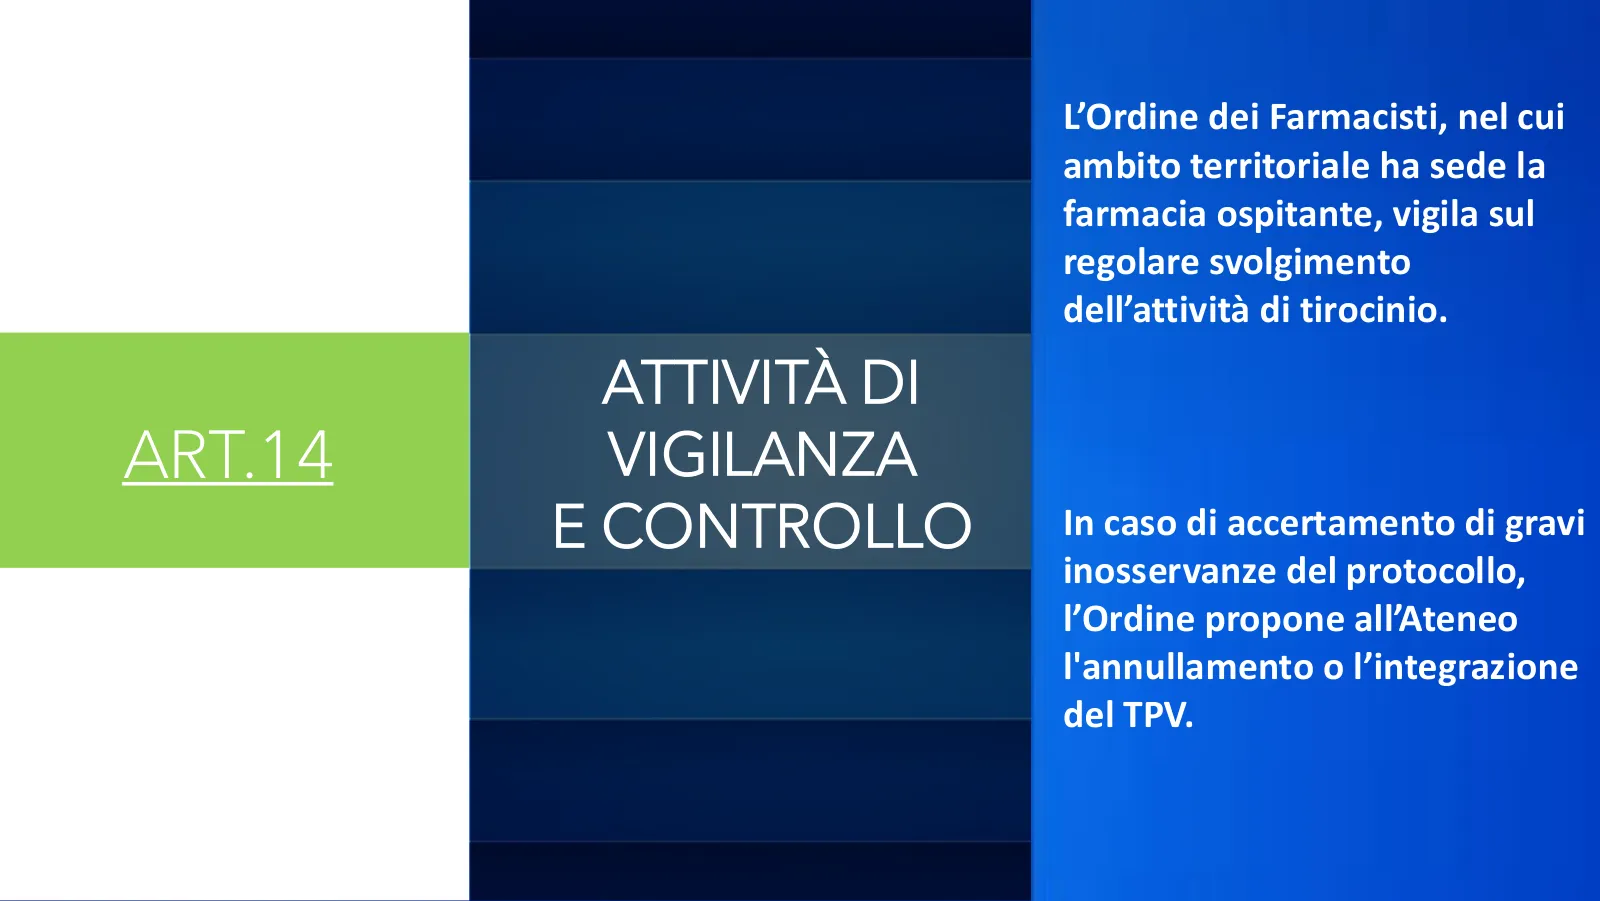 ART.14
ATTIVITÀ DI
VIGILANZA
E CONTROLLO
L’Ordine dei Farmacisti, nel cui
ambito territoriale ha sede la
farmacia ospitante, vigila sul
regolare svolgimento
dell’attività di tirocinio.
In caso di accertamento di gravi
inosservanze del protocollo,
l’Ordine propone all’Ateneo
l'annullamento o l’integrazione
del TPV.